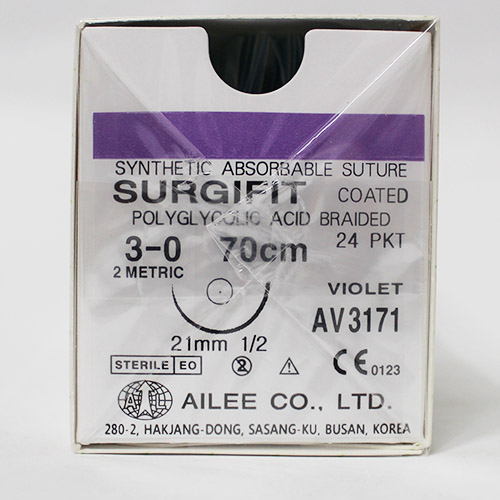 SYNTHETIC ABSORBABLE SUTURE
SURGIFIT COATED
POLYGLYCOLIC ACID BRAIDED
3-0 70cm 24 PKT
2 METRIC
VIOLET
AV3171
21mm 1/2
STERILE EO 2 CE 0123
AILEE CO., LTD.
280-2, HAKJANG-DONG, SASANG-KU, BUSAN, KOREA